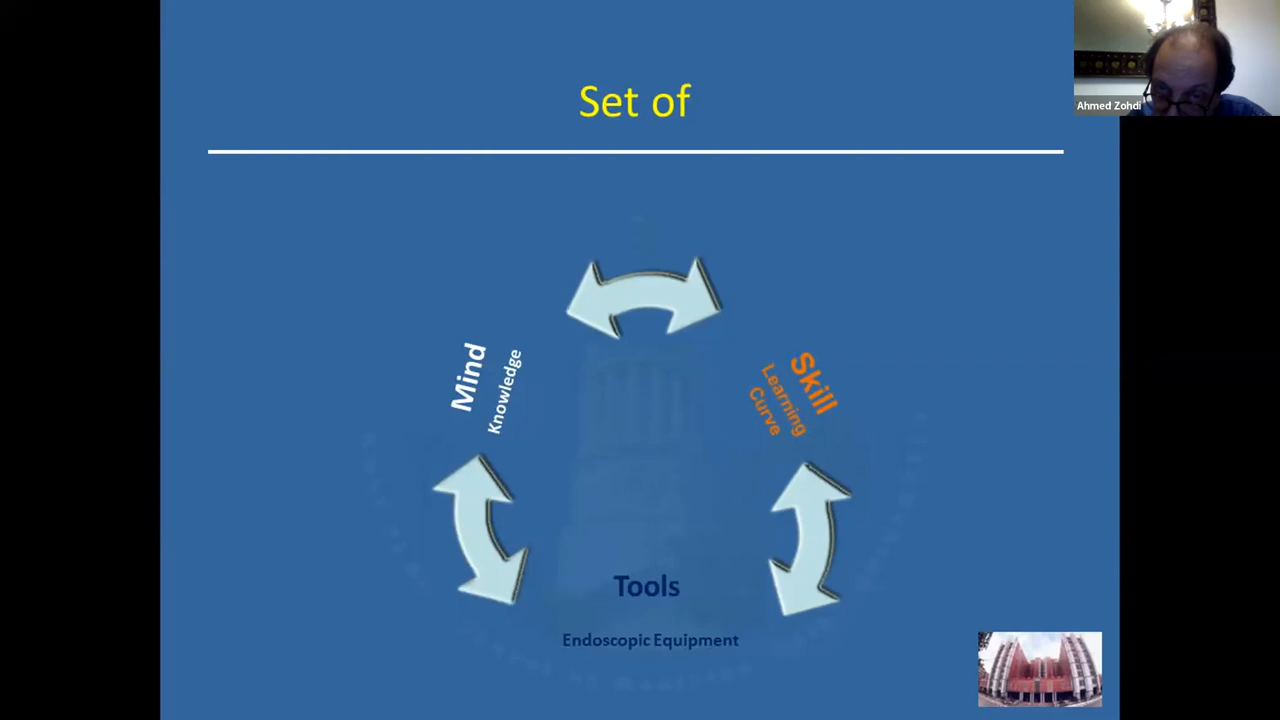 Set of
Ahmed Zohdi
Mind
Knowledge
Skill
Learning
Curve
Tools
Endoscopic Equipment